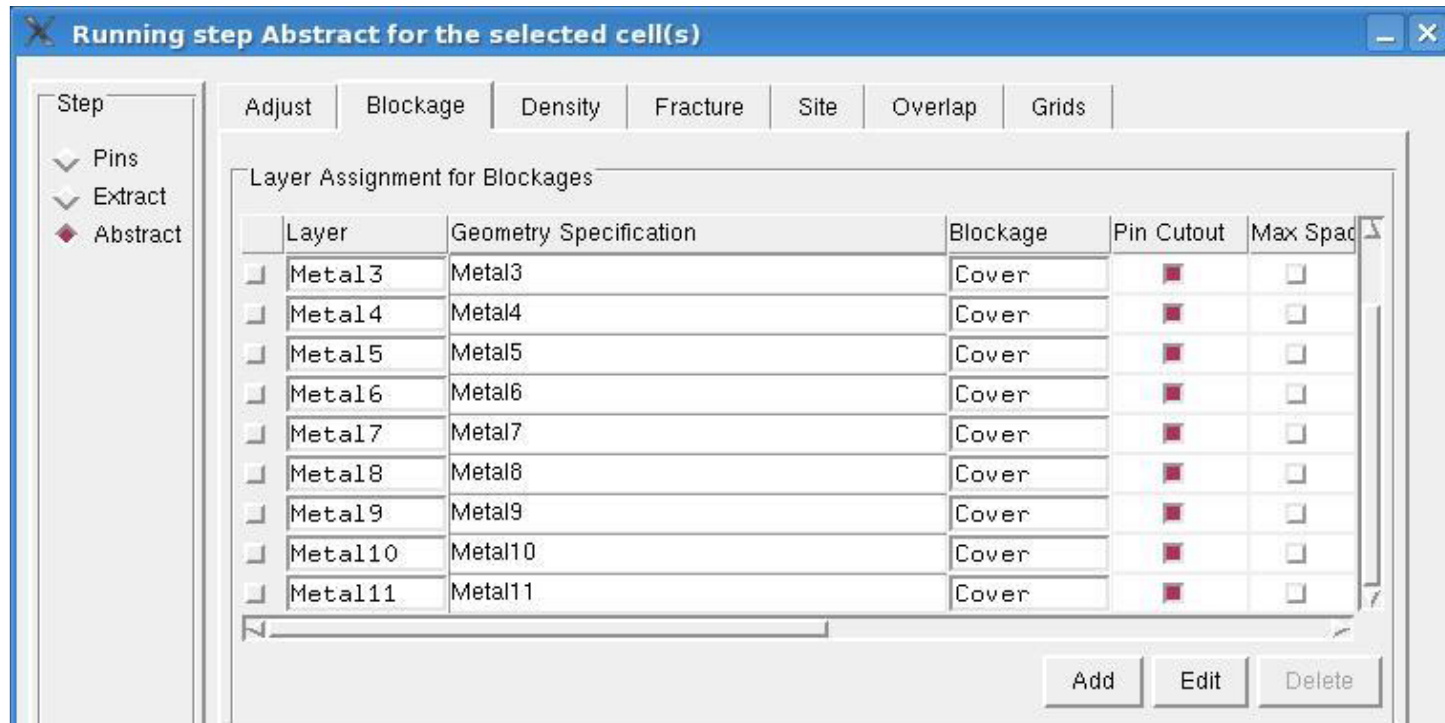 Running step Abstract for the selected cell(s)
Step
Pins
Extract
Abstract
Adjust Blockage Density Fracture Site Overlap Grids
Layer Assignment for Blockages
Layer Geometry Specification Blockage Pin Cutout Max Spac
Metal3 Metal3 Cover
Metal4 Metal4 Cover
Metal5 Metal5 Cover
Metal6 Metal6 Cover
Metal7 Metal7 Cover
Metal8 Metal8 Cover
Metal9 Metal9 Cover
Metal10 Metal10 Cover
Metal11 Metal11 Cover
Add Edit Delete